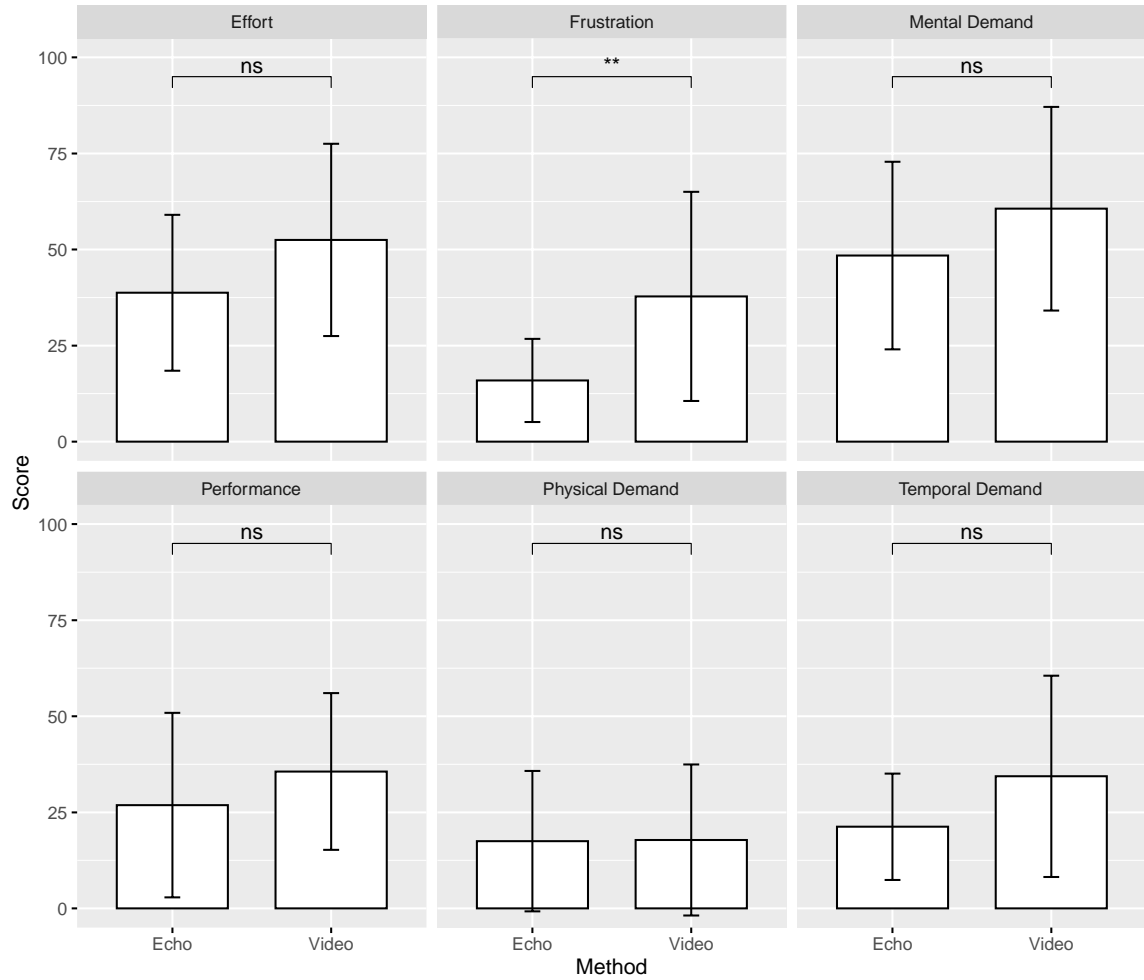 Effort
Frustration
Mental Demand
100
75
50
25
0
ns
**
ns
Performance
Physical Demand
Temporal Demand
100
75
50
25
0
ns
ns
ns
Echo
Video
Echo
Video
Echo
Video
Score
Method